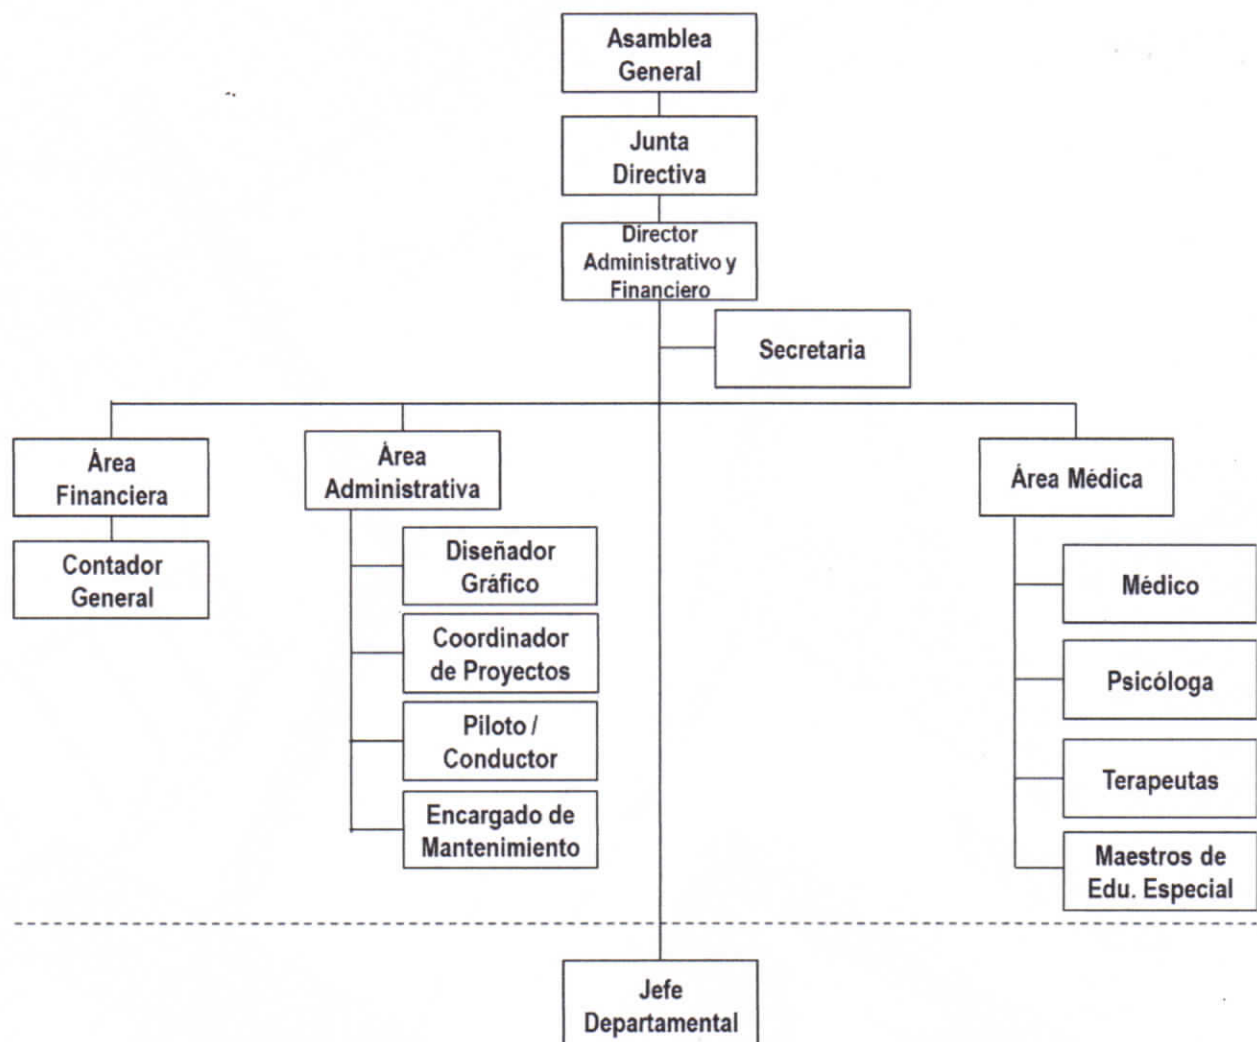 Asamblea
General
Junta
Directiva
Director
Administrativo y
Financiero
Secretaria
Área
Financiera
Contador
General
Área
Administrativa
Diseñador
Gráfico
Coordinador
de Proyectos
Piloto /
Conductor
Encargado de
Mantenimiento
Área Médica
Médico
Psicóloga
Terapeutas
Maestros de
Edu. Especial
Jefe
Departamental